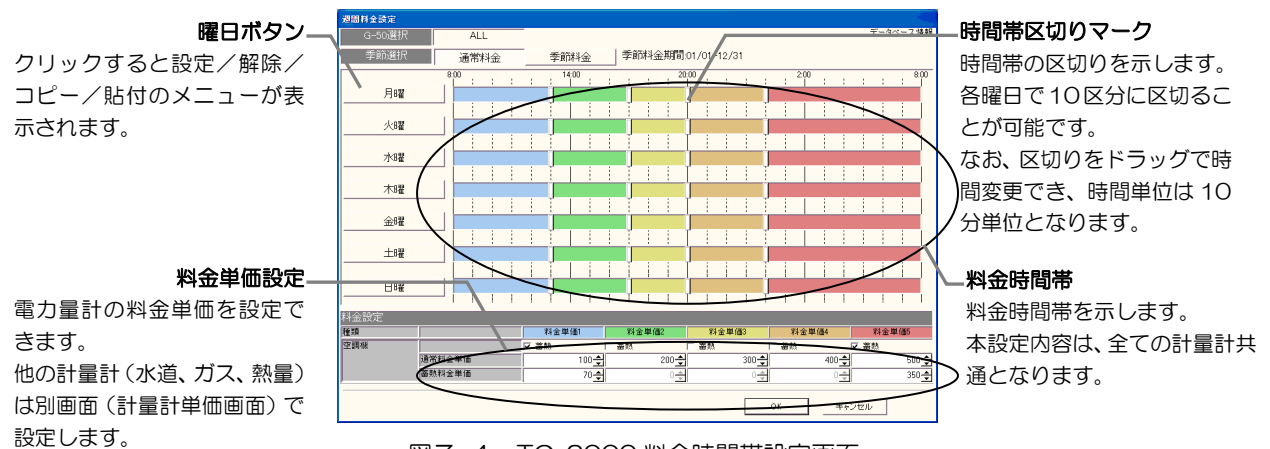 曜日ボタン
クリックすると設定／解除／
コピー／貼付のメニューが表
示されます。
料金単価設定
電力量計の料金単価を設定で
きます。
他の計量計（水道、ガス、熱量）
は別画面（計量計単価画面）で
設定します。
週間料金設定
G-50選択 ALL
季節選択 通常料金 季節料金 季節料金期間:01/01-12/31
8:00 14:00 20:00 2:00 8:00
月曜
火曜
水曜
木曜
金曜
土曜
日曜
料金設定
種類 料金単価1 料金単価2 料金単価3 料金単価4 料金単価5
空調機 蓄熱 蓄熱 蓄熱 蓄熱 蓄熱
通常料金単価 100 200 300 400 500
蓄熱料金単価 70 0 0 0 350
OK キャンセル
時間帯区切りマーク
時間帯の区切りを示します。
各曜日で 10 区分に区切るこ
とが可能です。
なお、区切りをドラッグで時
間変更でき、時間単位は 10
分単位となります。
料金時間帯
料金時間帯を示します。
本設定内容は、全ての計量計共
通となります。